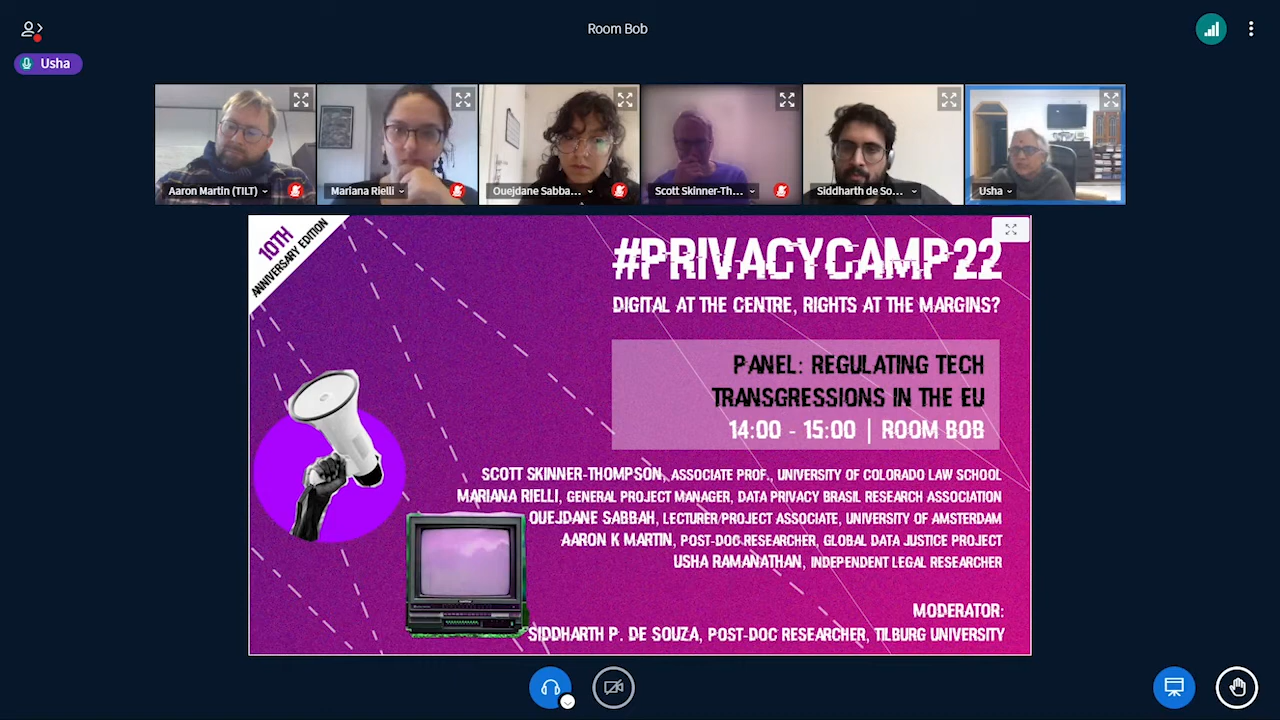 Room Bob
Usha
Aaron Martin (TILT)
Mariana Rielli
Ouejdane Sabba...
Scott Skinner-Th...
Siddharth de So...
Usha
10TH
ANNIVERSARY EDITION
#PRIVACYCAMP22
DIGITAL AT THE CENTRE, RIGHTS AT THE MARGINS?
PANEL: REGULATING TECH
TRANSGRESSIONS IN THE EU
14:00 - 15:00 | ROOM BOB
SCOTT SKINNER-THOMPSON, ASSOCIATE PROF., UNIVERSITY OF COLORADO LAW SCHOOL
MARIANA RIELLI, GENERAL PROJECT MANAGER, DATA PRIVACY BRASIL RESEARCH ASSOCIATION
OUEJDANE SABBAH, LECTURER/PROJECT ASSOCIATE, UNIVERSITY OF AMSTERDAM
AARON K MARTIN, POST-DOC RESEARCHER, GLOBAL DATA JUSTICE PROJECT
USHA RAMANATHAN, INDEPENDENT LEGAL RESEARCHER
MODERATOR:
SIDDHARTH P. DE SOUZA, POST-DOC RESEARCHER, TILBURG UNIVERSITY